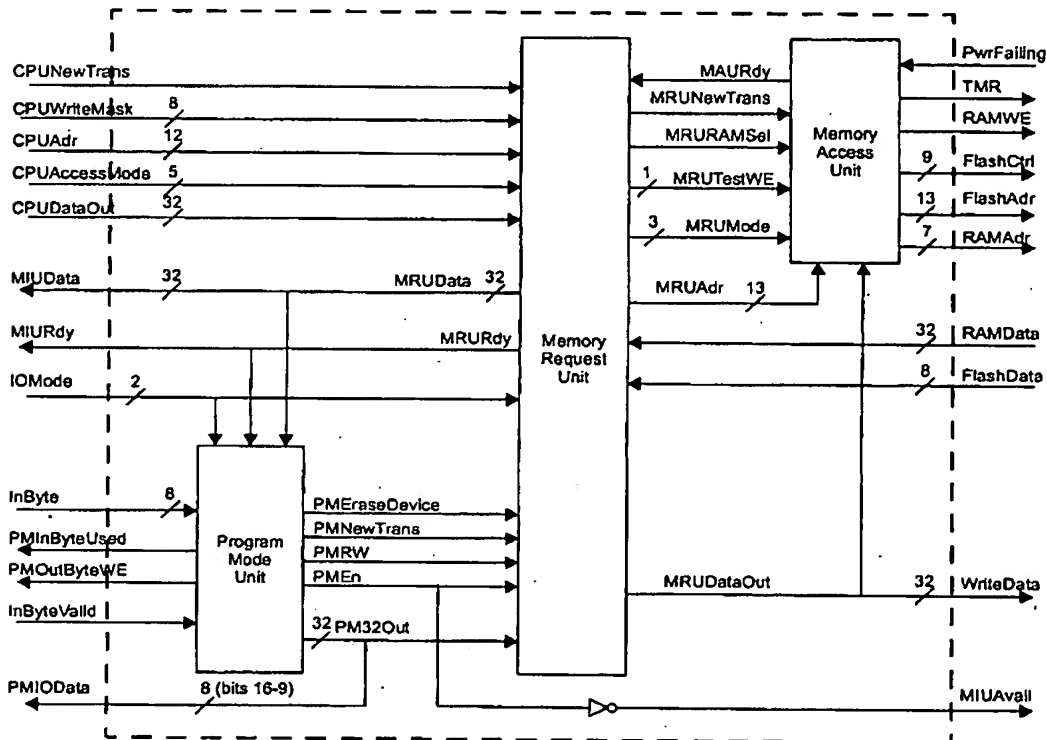 CPUNewTrans
CPUWriteMask
8
CPUAdr
12
CPUAccessMode
5
CPUDataOut
32
MIUData
32
MRUData
32
MIURdy
MRURdy
IOMode
2
InByte
8
PMInByteUsed
PMOutByteWE
InByteValid
PMIOData
8 (bits 16-9)
Program
Mode
Unit
PMEraseDevice
PMNewTrans
PMRW
PMEn
32
PM32Out
Memory
Request
Unit
MAURdy
MRUNewTrans
MRURAMSel
1
MRUTestWE
3
MRUMode
MRUAdr
13
Memory
Access
Unit
PwrFailing
TMR
RAMWE
9
FlashCtrl
13
FlashAdr
7
RAMAdr
32
RAMData
8
FlashData
MRUDataOut
32
WriteData
MIUAvail